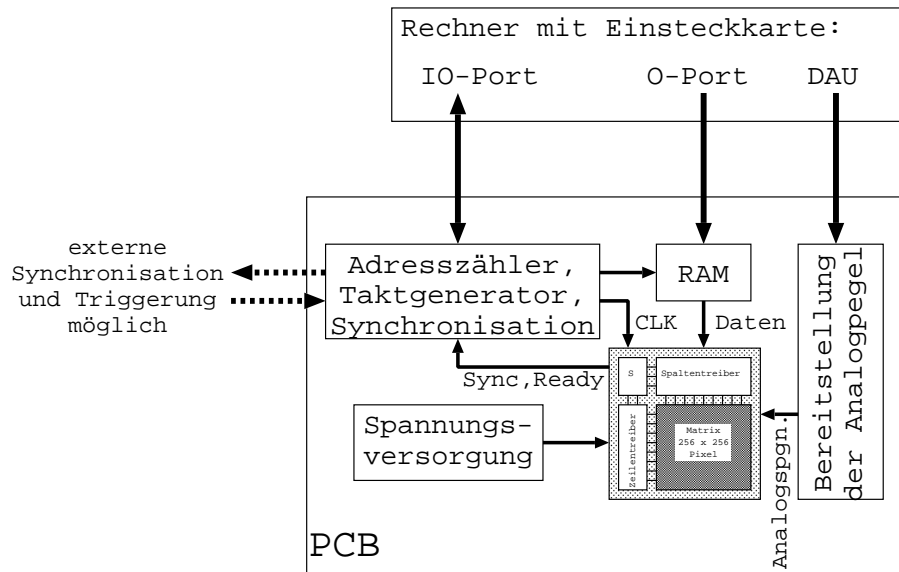 Rechner mit Einsteckkarte:
IO-Port
O-Port
DAU
externe
Synchronisation
und Triggerung
möglich
Adresszähler,
Taktgenerator,
Synchronisation
RAM
CLK
Daten
Sync,Ready
S
Spaltentreiber
Zeilentreiber
Matrix
256 x 256
Pixel
Spannungs-
versorgung
Analogspgn.
Bereitstellung
der Analogpegel
PCB